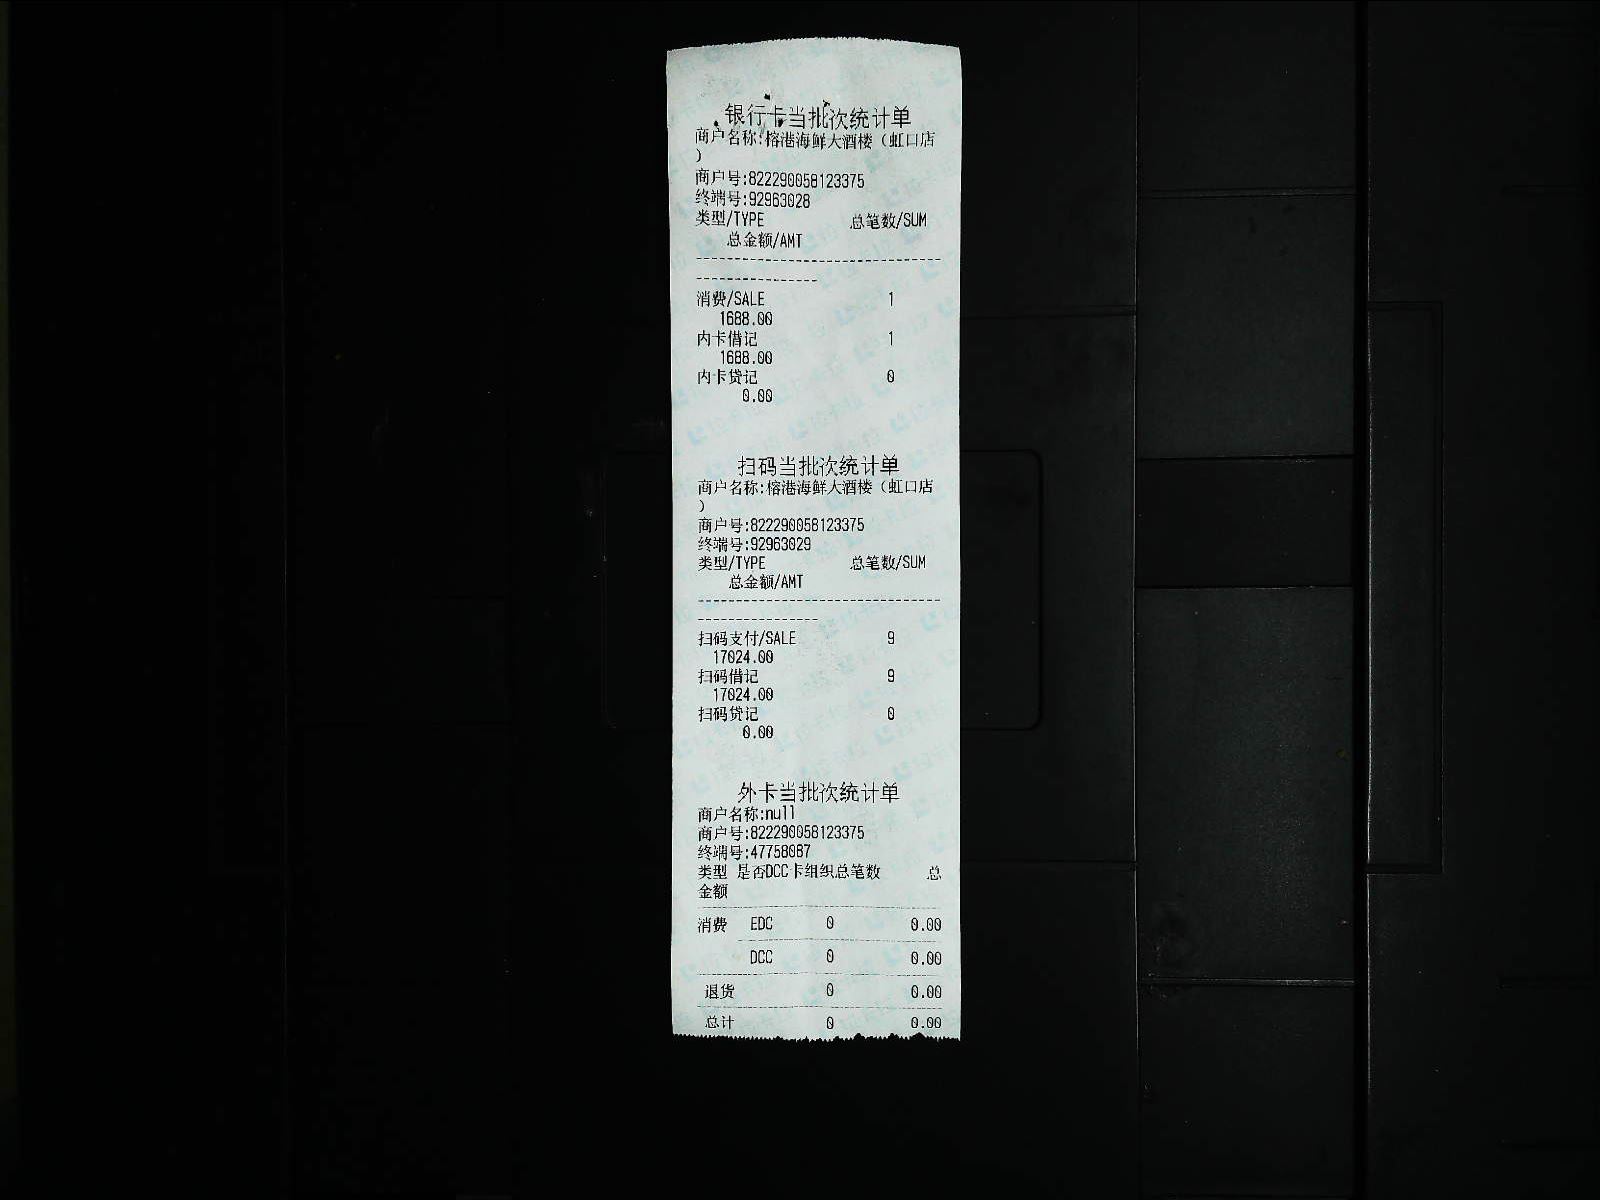 银行卡当批次统计单
商户名称:榕港海鲜大酒楼（虹口店
）
商户号:822290058123375
终端号:92963028
类型/TYPE 总笔数/SUM
总金额/AMT
--------------------------------
----------------
消费/SALE 1
1688.00
内卡借记 1
1688.00
内卡贷记 0
0.00
扫码当批次统计单
商户名称:榕港海鲜大酒楼（虹口店
）
商户号:822290058123375
终端号:92963029
类型/TYPE 总笔数/SUM
总金额/AMT
--------------------------------
----------------
扫码支付/SALE 9
17024.00
扫码借记 9
17024.00
扫码贷记 0
0.00
外卡当批次统计单
商户名称:null
商户号:822290058123375
终端号:47758087
类型 是否DCC卡组织总笔数 总
金额
消费 EDC 0 0.00
DCC 0 0.00
退货 0 0.00
总计 0 0.00